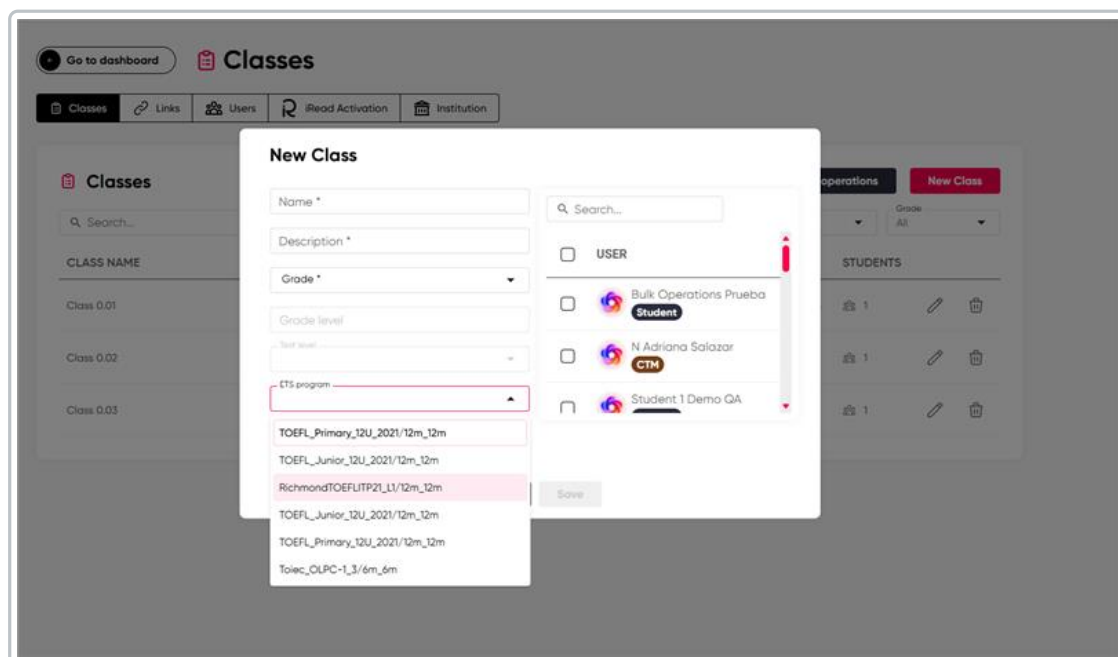 Go to dashboard
Classes
Classes
Links
Users
iRead Activation
Institution
New Class
Classes
operations
New Class
Name *
Search...
Search...
Grade
All
Description *
USER
CLASS NAME
STUDENTS
Grade *
Bulk Operations Prueba
Student
Class 0.01
1
Grade level
Test level
N Adriana Salazar
CTM
Class 0.02
1
ETS program
Student 1 Demo QA
Class 0.03
1
TOEFL_Primary_12U_2021/12m_12m
TOEFL_Junior_12U_2021/12m_12m
RichmondTOEFLITP21_L1/12m_12m
Save
TOEFL_Junior_12U_2021/12m_12m
TOEFL_Primary_12U_2021/12m_12m
Toiec_OLPC-1_3/6m_6m